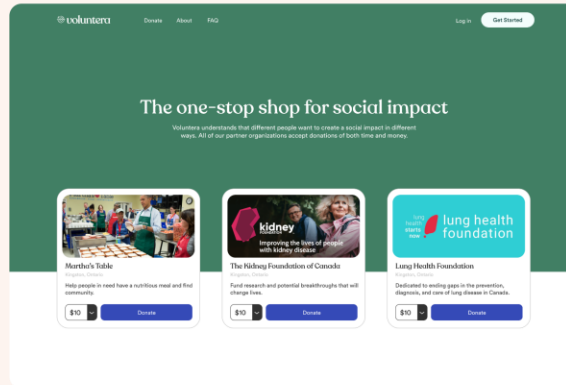 voluntera
Donate
About
FAQ
Log in
Get Started
The one-stop shop for social impact
Voluntera understands that different people want to create a social impact in different
ways. All of our partner organizations accept donations of both time and money.
kidney
FOUNDATION
Improving the lives of people
with kidney disease
lung
health
starts
now.
lung health
foundation
Martha's Table
Kingston, Ontario
Help people in need have a nutritious meal and find
community.
$10
Donate
The Kidney Foundation of Canada
Kingston, Ontario
Fund research and potential breakthroughs that will
change lives.
$10
Donate
Lung Health Foundation
Kingston, Ontario
Dedicated to ending gaps in the prevention,
diagnosis, and care of lung disease in Canada.
$10
Donate